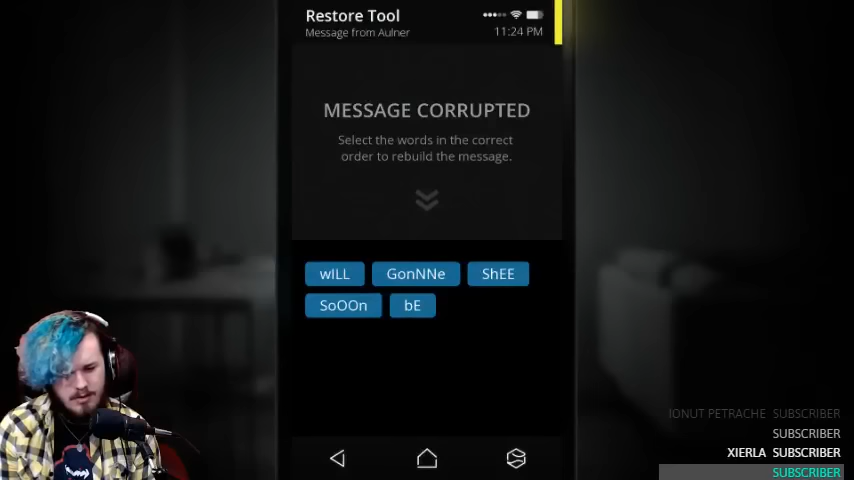 Restore Tool
Message from Aulner
11:24 PM
MESSAGE CORRUPTED
Select the words in the correct
order to rebuild the message.
wILL GonNNe ShEE
SoOOn bE
IONUT PETRACHE SUBSCRIBER
SUBSCRIBER
XIERLA SUBSCRIBER
SUBSCRIBER